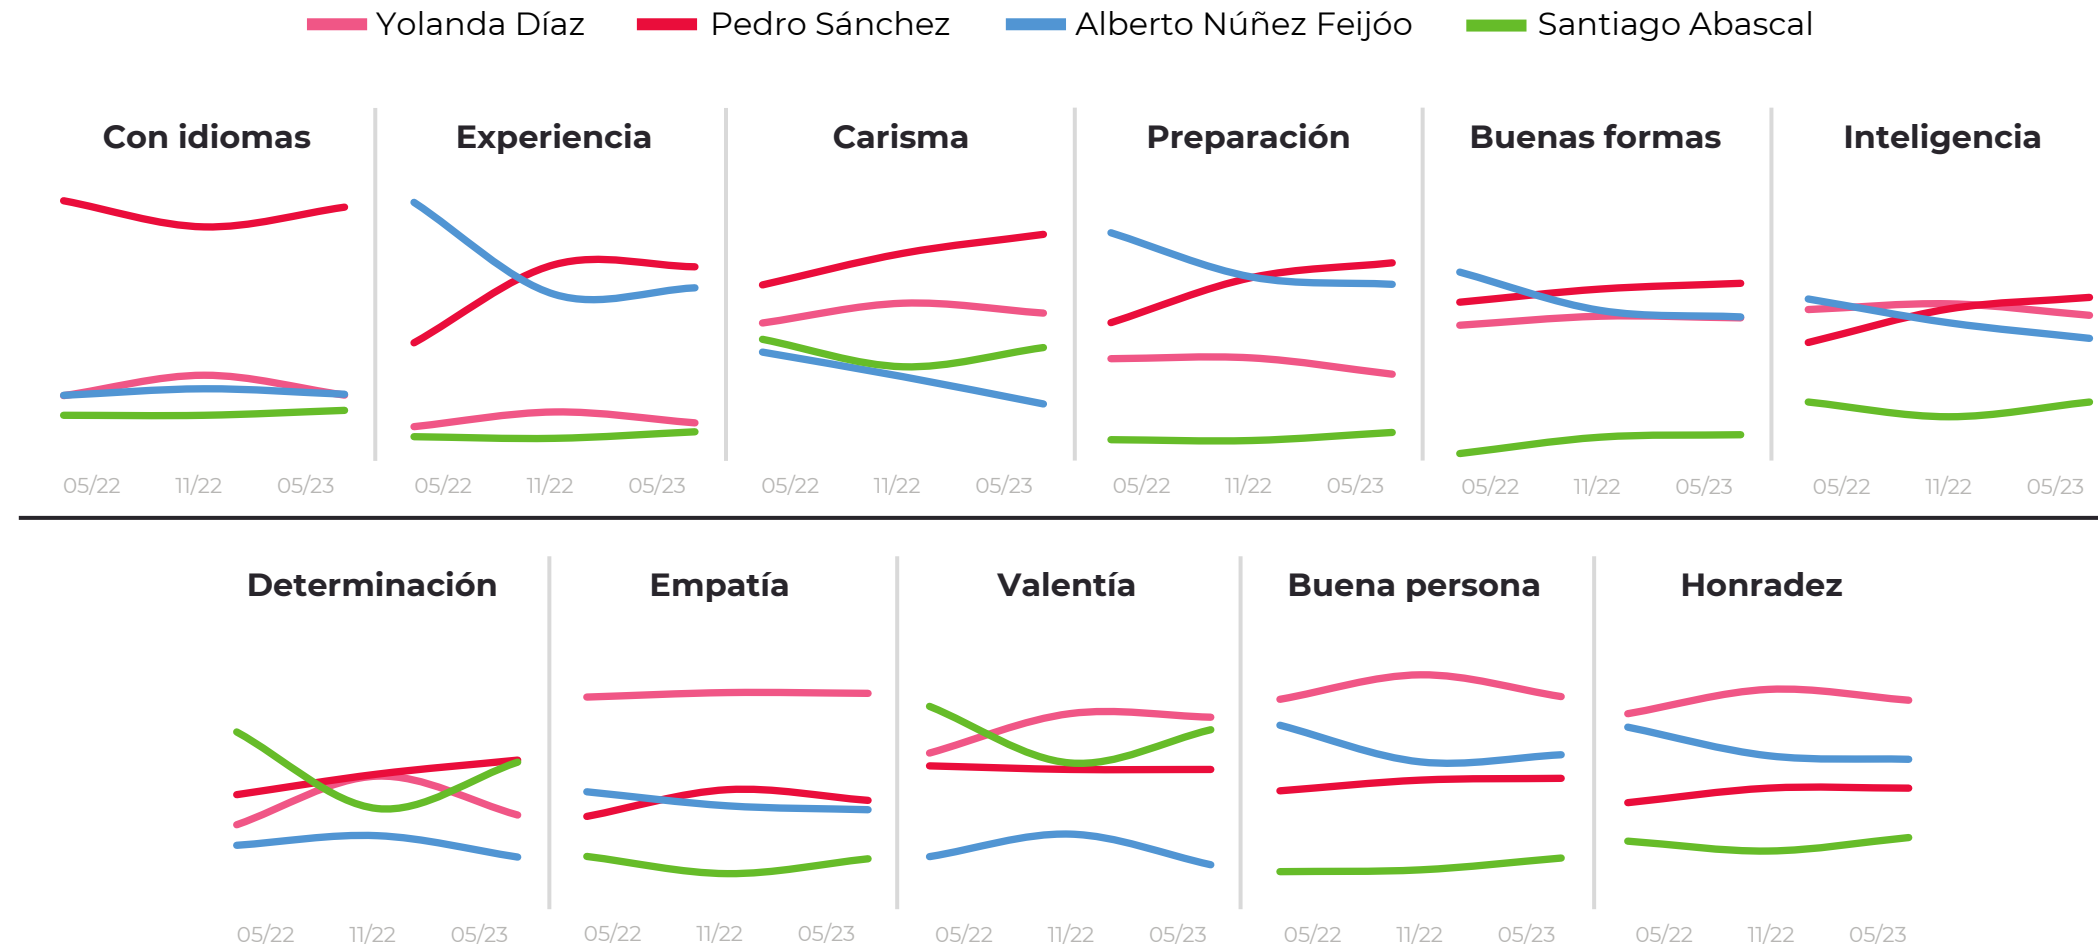 Yolanda Díaz Pedro Sánchez Alberto Núñez Feijóo Santiago Abascal
Con idiomas Experiencia Carisma Preparación Buenas formas Inteligencia
05/22 11/22 05/23 05/22 11/22 05/23 05/22 11/22 05/23 05/22 11/22 05/23 05/22 11/22 05/23 05/22 11/22 05/23
Determinación Empatía Valentía Buena persona Honradez
05/22 11/22 05/23 05/22 11/22 05/23 05/22 11/22 05/23 05/22 11/22 05/23 05/22 11/22 05/23